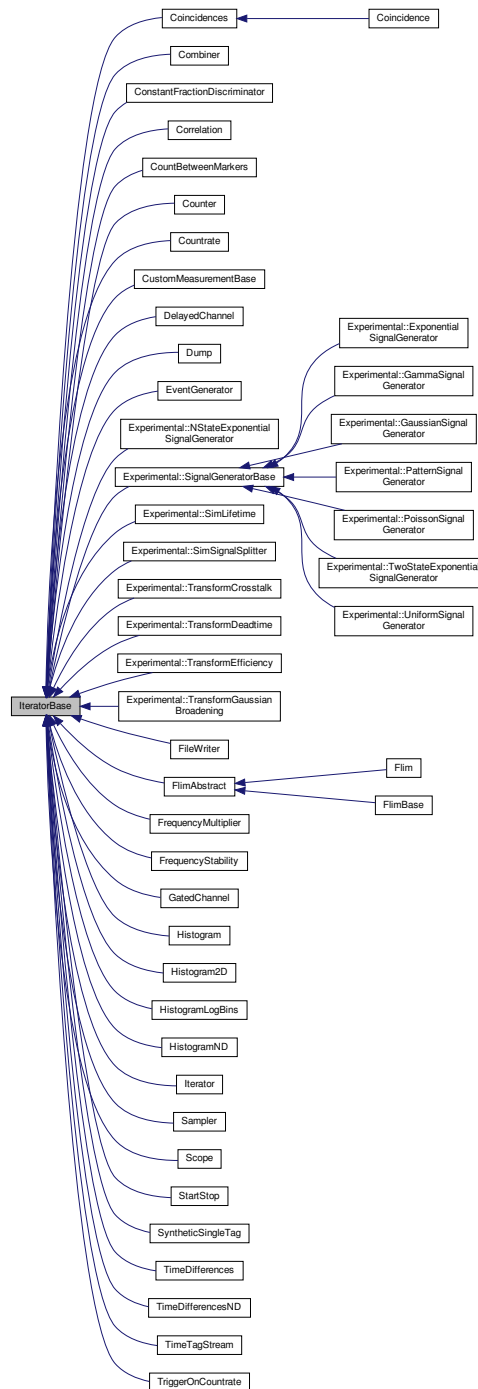 Coincidences
Coincidence
Combiner
ConstantFractionDiscriminator
Correlation
CountBetweenMarkers
Counter
Countrate
CustomMeasurementBase
DelayedChannel
Dump
EventGenerator
Experimental::NStateExponential
SignalGenerator
Experimental::SignalGeneratorBase
Experimental::Exponential
SignalGenerator
Experimental::GammaSignal
Generator
Experimental::GaussianSignal
Generator
Experimental::PatternSignal
Generator
Experimental::PoissonSignal
Generator
Experimental::TwoStateExponential
SignalGenerator
Experimental::UniformSignal
Generator
Experimental::SimLifetime
Experimental::SimSignalSplitter
Experimental::TransformCrosstalk
Experimental::TransformDeadtime
Experimental::TransformEfficiency
IteratorBase
Experimental::TransformGaussian
Broadening
FileWriter
FlimAbstract
Flim
FlimBase
FrequencyMultiplier
FrequencyStability
GatedChannel
Histogram
Histogram2D
HistogramLogBins
HistogramND
Iterator
Sampler
Scope
StartStop
SyntheticSingleTag
TimeDifferences
TimeDifferencesND
TimeTagStream
TriggerOnCountrate